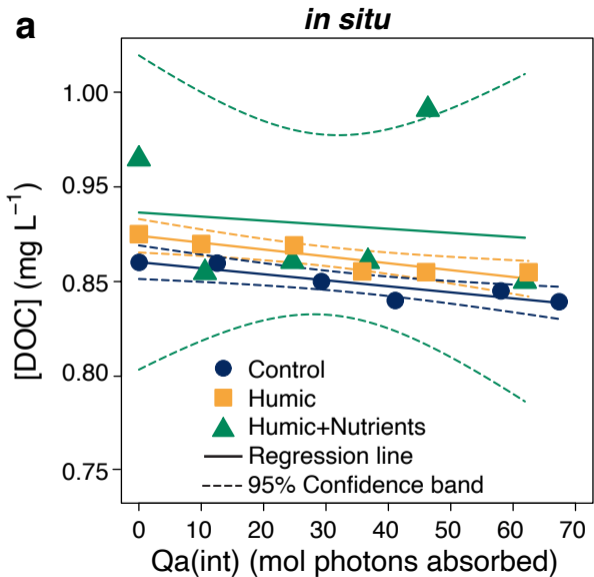 a
in situ
[DOC] (mg L⁻¹)
1.00
0.95
0.85
0.80
0.75
Control
Humic
Humic+Nutrients
Regression line
95% Confidence band
0 10 20 30 40 50 60 70
Qa(int) (mol photons absorbed)